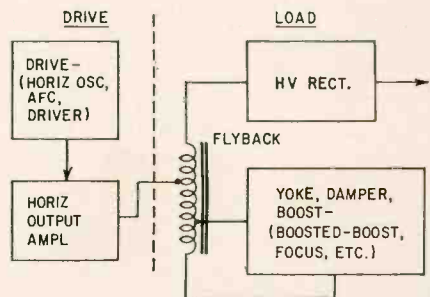 DRIVE
LOAD
DRIVE-
(HORIZ OSC,
AFC,
DRIVER)
HV RECT.
FLYBACK
HORIZ
OUTPUT
AMPL
YOKE, DAMPER,
BOOST-
(BOOSTED-BOOST,
FOCUS, ETC.)